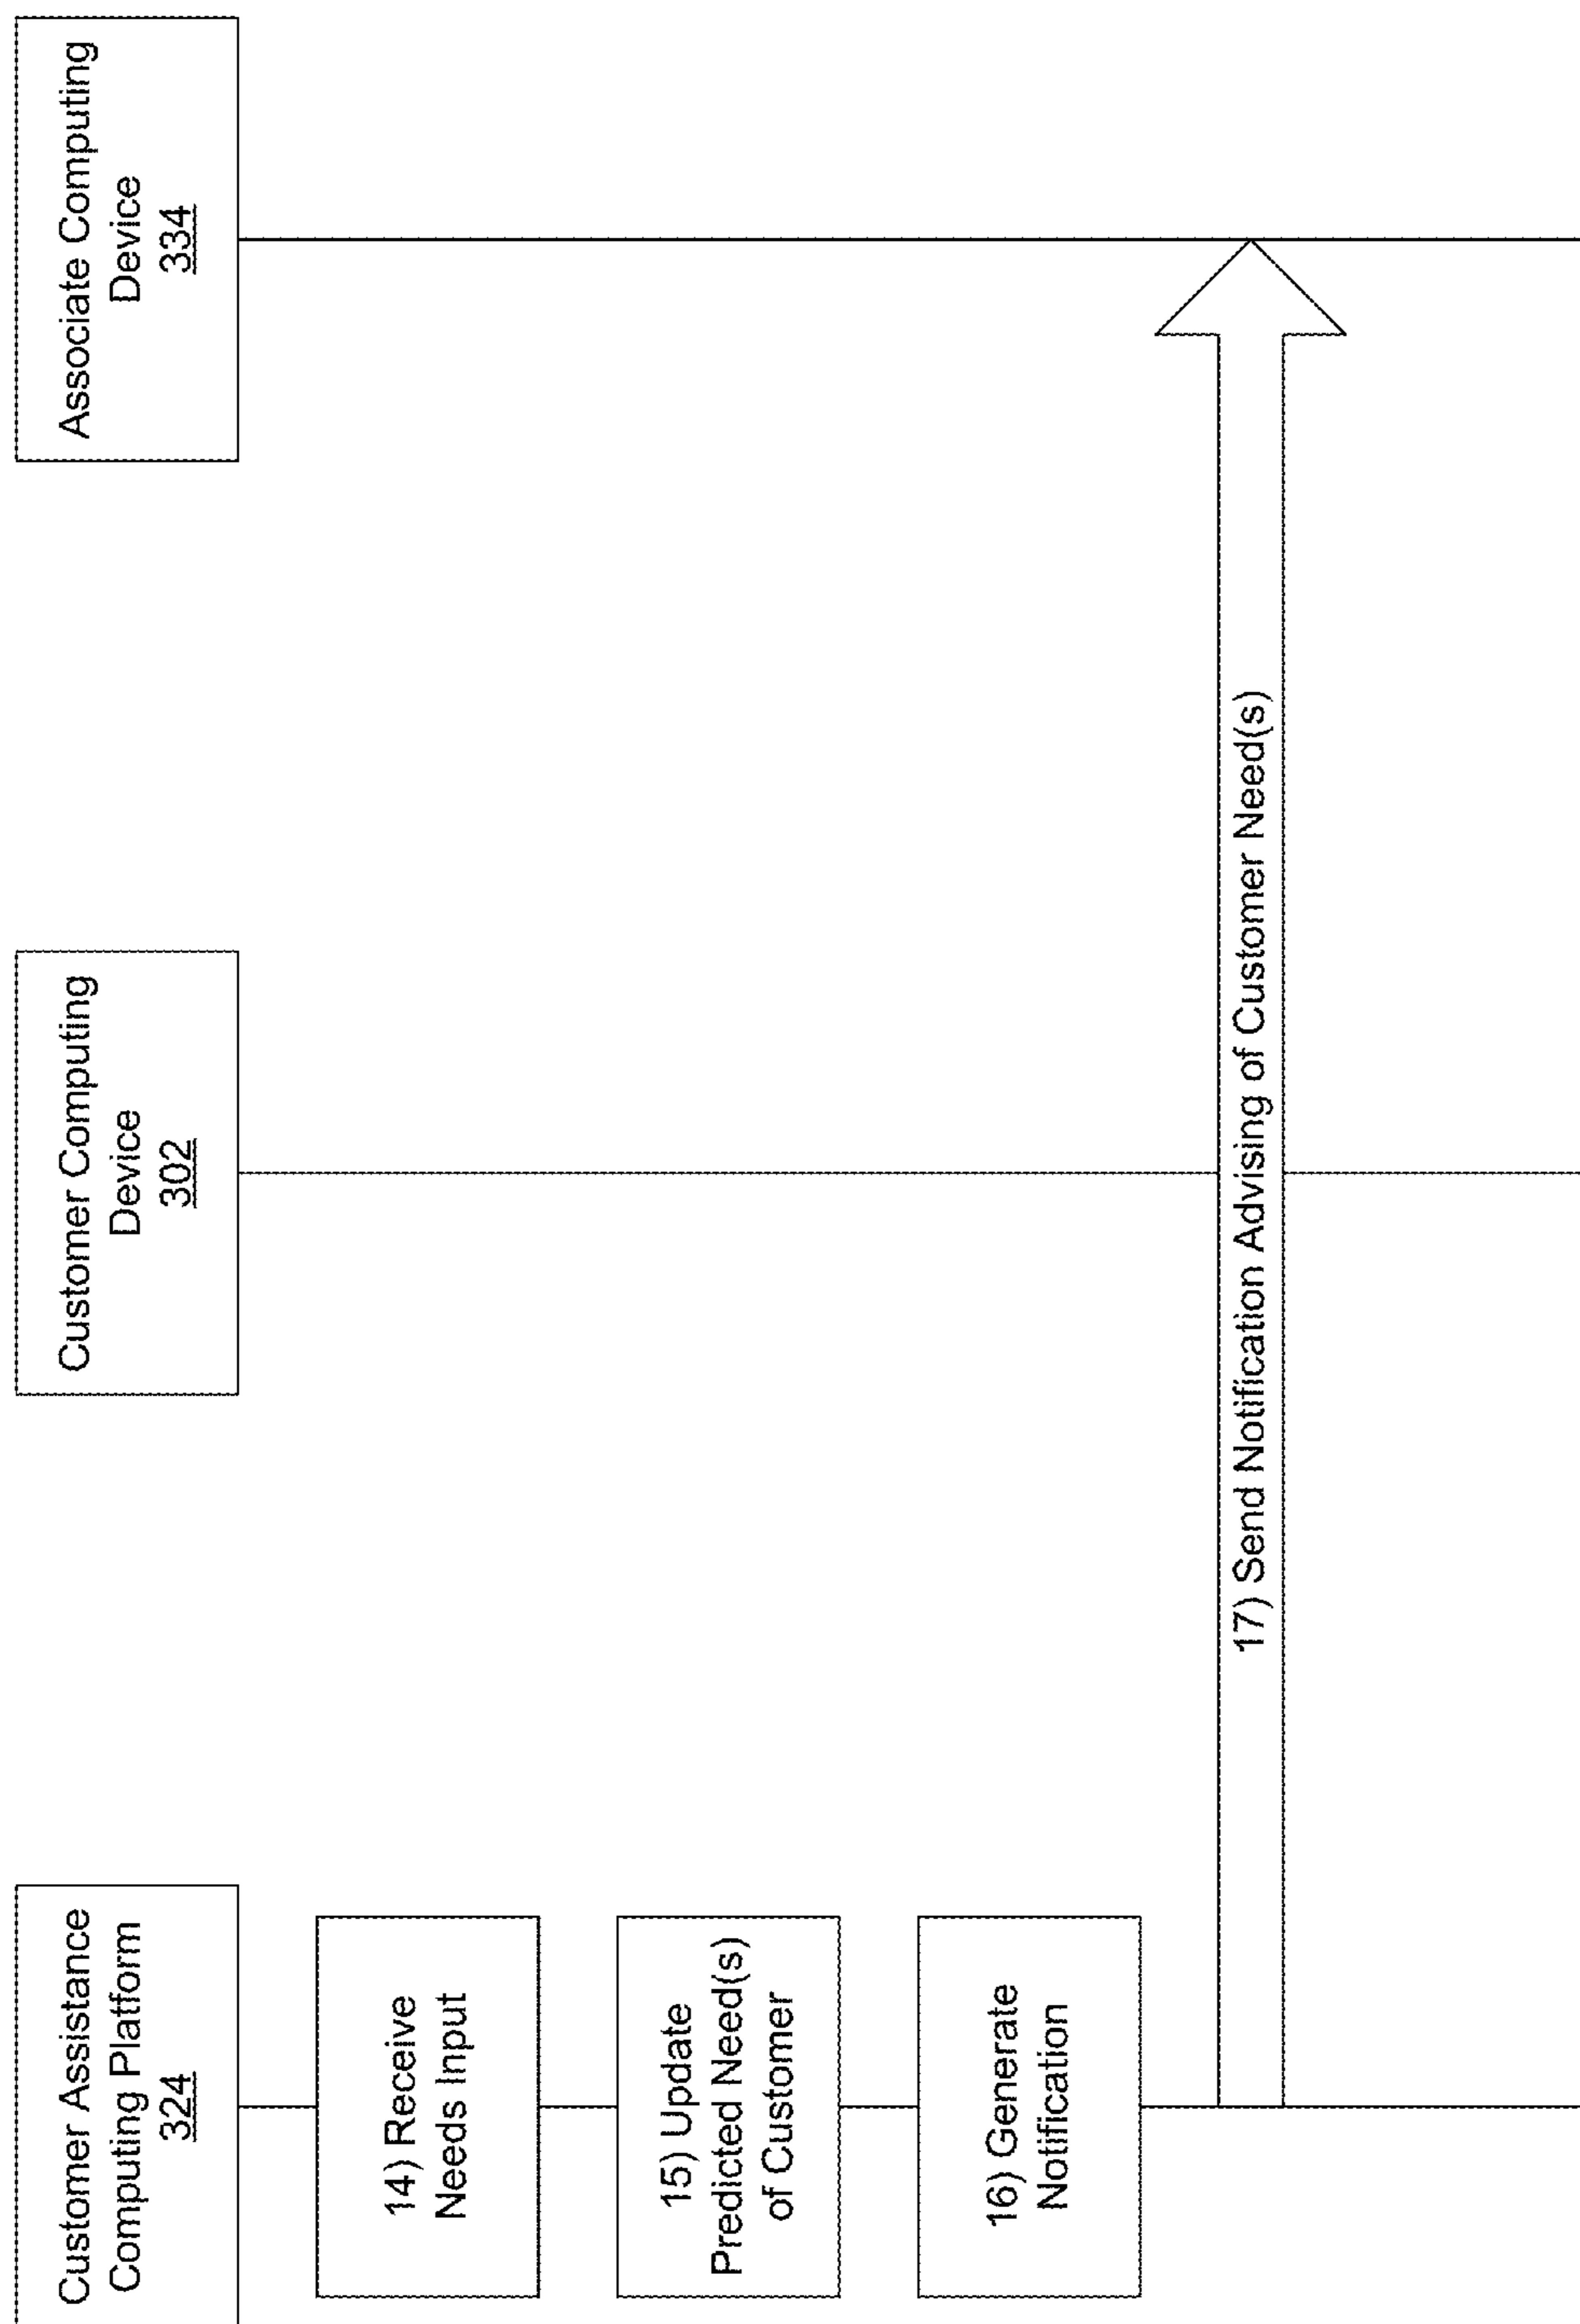 Customer Assistance
Computing Platform
324
Customer Computing
Device
302
Associate Computing
Device
334
14) Receive
Needs Input
15) Update
Predicted Need(s)
of Customer
16) Generate
Notification
17) Send Notification Advising of Customer Need(s)